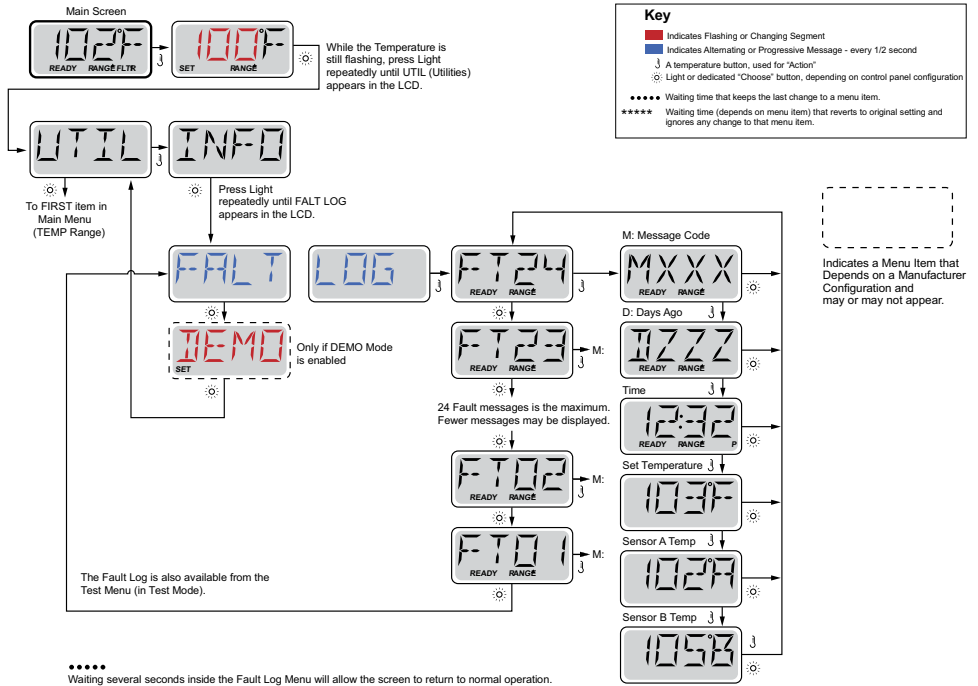 Main Screen
102°F
READY RANGE FLTR
100°F
SET RANGE
While the Temperature is
still flashing, press Light
repeatedly until UTIL (Utilities)
appears in the LCD.
Key
Indicates Flashing or Changing Segment
Indicates Alternating or Progressive Message - every 1/2 second
A temperature button, used for "Action"
Light or dedicated "Choose" button, depending on control panel configuration
••••• Waiting time that keeps the last change to a menu item.
***** Waiting time (depends on menu item) that reverts to original setting and
ignores any change to that menu item.
UTIL
INFO
To FIRST item in
Main Menu
(TEMP Range)
Press Light
repeatedly until FALT LOG
appears in the LCD.
FALT
LOG
FT24
READY RANGE
M: Message Code
MXXX
READY RANGE
Indicates a Menu Item that
Depends on a Manufacturer
Configuration and
may or may not appear.
DEMO
SET
Only if DEMO Mode
is enabled
FT23
READY RANGE
M:
D: Days Ago
DZZZ
READY RANGE
24 Fault messages is the maximum.
Fewer messages may be displayed.
Time
12:32
READY RANGE P
FT02
READY RANGE
M:
Set Temperature
103°F
FT01
READY RANGE
M:
Sensor A Temp
102°A
The Fault Log is also available from the
Test Menu (in Test Mode).
Sensor B Temp
105°B
•••••
Waiting several seconds inside the Fault Log Menu will allow the screen to return to normal operation.